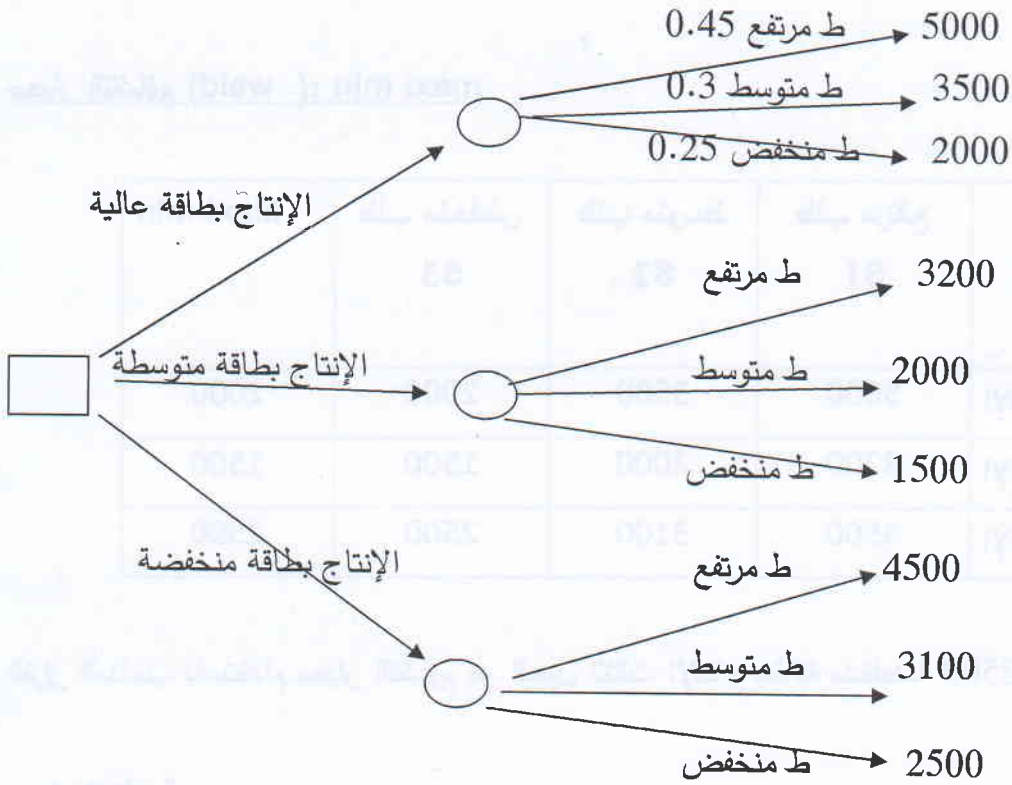 ط مرتفع 0.45 5000
ط متوسط 0.3 3500
ط منخفض 0.25 2000
الإنتاج بطاقة عالية
ط مرتفع 3200
الإنتاج بطاقة متوسطة
ط متوسط 2000
ط منخفض 1500
الإنتاج بطاقة منخفضة
ط مرتفع 4500
ط متوسط 3100
ط منخفض 2500